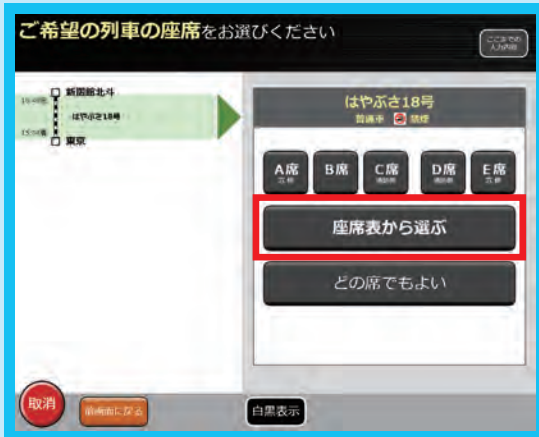 ご希望の列車の座席をお選びください
ここまでの
入力内容
新函館北斗
はやぶさ18号
東京
はやぶさ18号
普通車 禁煙
A席
窓側
B席
C席
通路側
D席
通路側
E席
窓側
座席表から選ぶ
どの席でもよい
取消
前画面に戻る
白黒表示